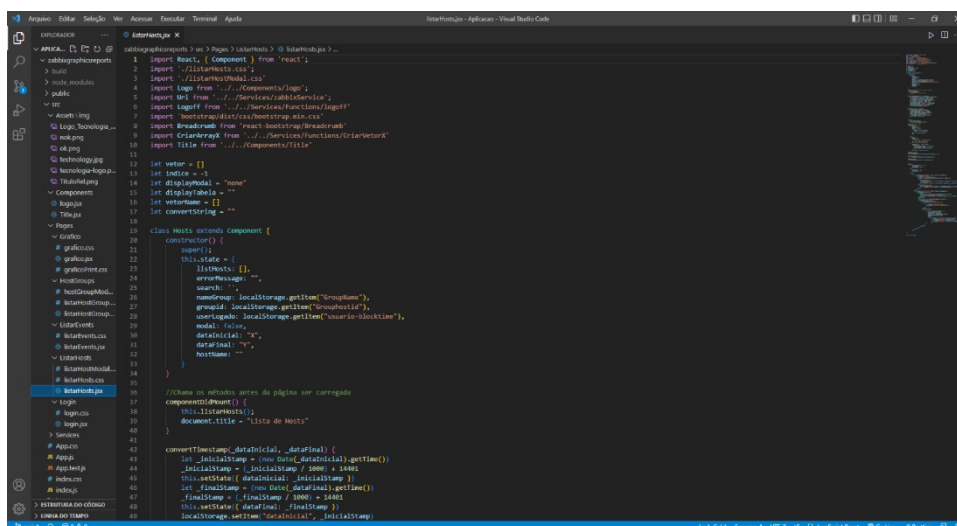 Arquivo Editar Seleção Ver Acessar Executar Terminal Ajuda
listarHosts.jsx - Aplicacao - Visual Studio Code
EXPLORADOR
APLICA...
zabbixgraphicsreports
build
node_modules
public
src
Assets\Img
Logo_Tecnologia_...
nok.png
ok.png
technology.jpg
tecnologia-logo.p...
TituloRel.png
Components
logo.jsx
Title.jsx
Pages
Grafico
grafico.css
grafico.jsx
graficoPrint.css
HostGroups
hostGroupMod...
listarHostGroup...
listarHostGroup...
ListarEvents
listarEvents.css
listarEvents.jsx
ListarHosts
listarHostModal...
listarHosts.css
listarHosts.jsx
Login
login.css
login.jsx
Services
App.css
App.js
App.test.js
index.css
index.js
ESTRUTURA DO CÓDIGO
LINHA DO TEMPO
listarHosts.jsx
zabbixgraphicsreports > src > Pages > ListarHosts > listarHosts.jsx > ...
1 import React, { Component } from 'react';
2 import './listarHosts.css';
3 import './listarHostModal.css'
4 import Logo from '../../Components/logo';
5 import Url from '../../Services/zabbixService';
6 import Logoff from '../../Services/Functions/logoff'
7 import 'bootstrap/dist/css/bootstrap.min.css'
8 import Breadcrumb from 'react-bootstrap/Breadcrumb'
9 import CriarArrayX from '../../Services/Functions/CriarVetorX'
10 import Title from '../../Components/Title'
11
12 let vetor = []
13 let indice = -1
14 let displayModal = "none"
15 let displayTabela = ""
16 let vetorName = []
17 let convertString = ""
18
19 class Hosts extends Component {
20 constructor() {
21 super();
22 this.state = {
23 listHosts: [],
24 errorMessage: "",
25 search: '',
26 nameGroup: localStorage.getItem("GroupName"),
27 groupid: localStorage.getItem("Grouphostid"),
28 userLogado: localStorage.getItem("usuario-blocktime"),
29 modal: false,
30 dataInicial: "X",
31 dataFinal: "Y",
32 hostName: ""
33 }
34 }
35
36 //Chama os métodos antes da página ser carregada
37 componentDidMount() {
38 this.listarHosts();
39 document.title = "Lista de Hosts"
40 }
41
42 convertTimestamp(_dataInicial, _dataFinal) {
43 let _inicialStamp = (new Date(_dataInicial).getTime())
44 _inicialStamp = (_inicialStamp / 1000) + 14401
45 this.setState({ dataInicial: _inicialStamp })
46 let _finalStamp = (new Date(_dataFinal).getTime())
47 _finalStamp = (_finalStamp / 1000) + 14401
48 this.setState({ dataFinal: _finalStamp })
49 localStorage.setItem("dataInicial", _inicialStamp)